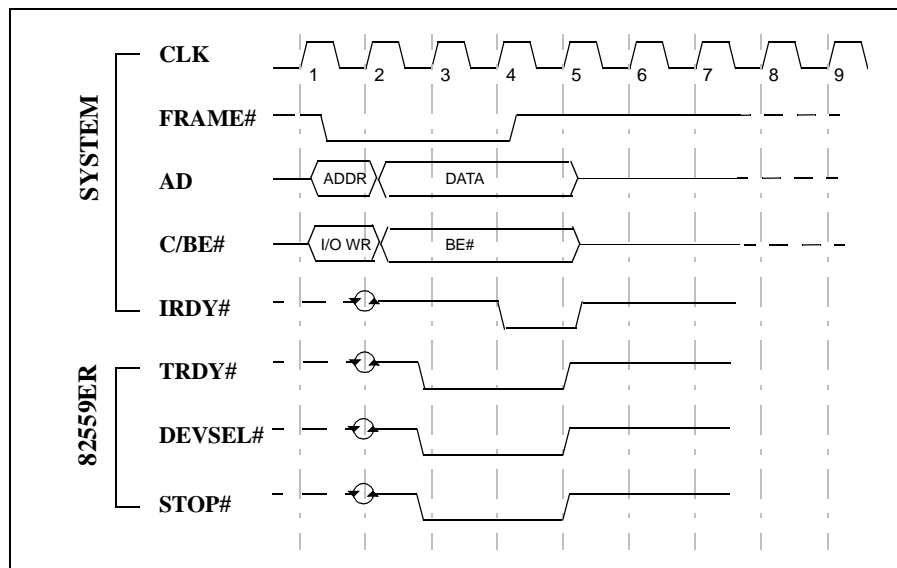 SYSTEM
CLK
1 2 3 4 5 6 7 8 9
FRAME#
AD
ADDR DATA
C/BE#
I/O WR BE#
IRDY#
82559ER
TRDY#
DEVSEL#
STOP#